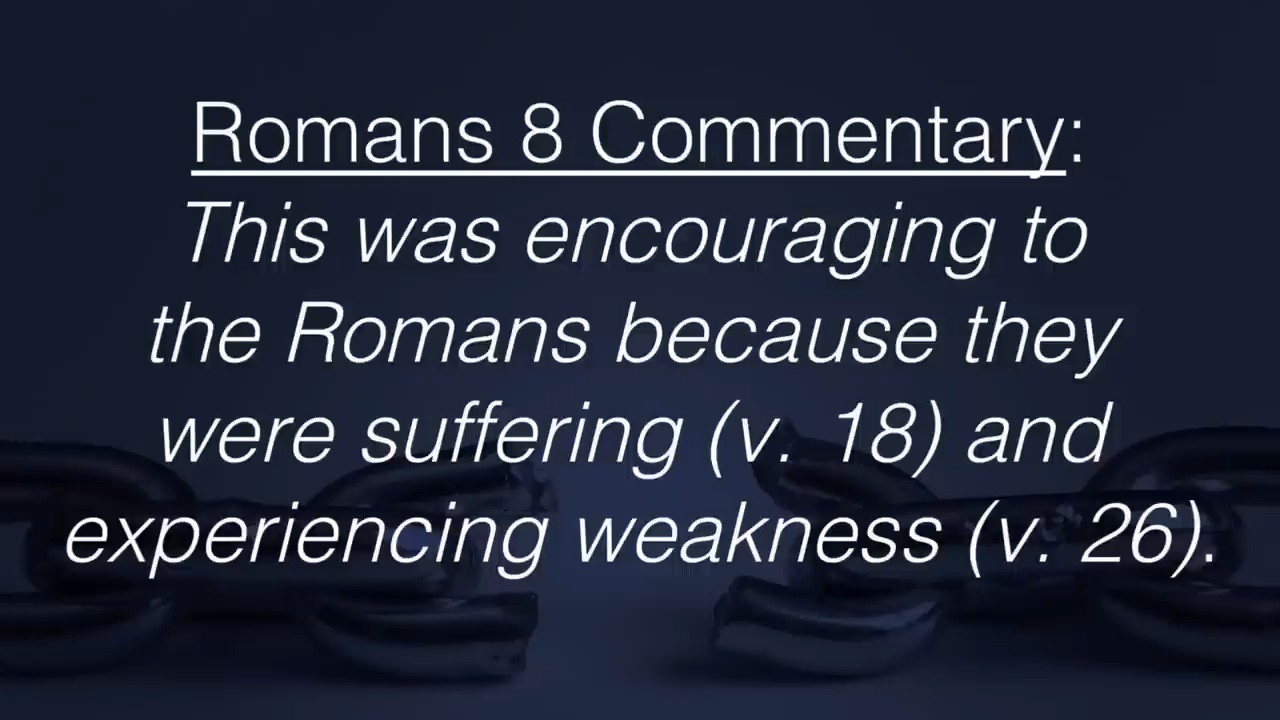 Romans 8 Commentary:
This was encouraging to
the Romans because they
were suffering (v. 18) and
experiencing weakness (v. 26).